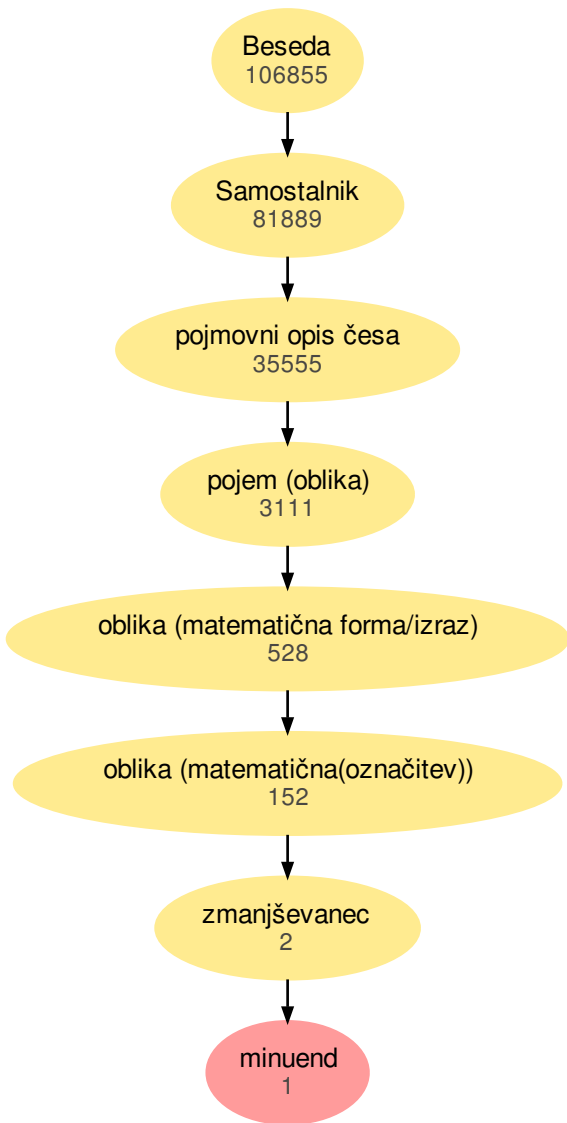 Beseda
106855
Samostalnik
81889
pojmovni opis česa
35555
pojem (oblika)
3111
oblika (matematična forma/izraz)
528
oblika (matematična(označitev))
152
zmanjševanec
2
minuend
1